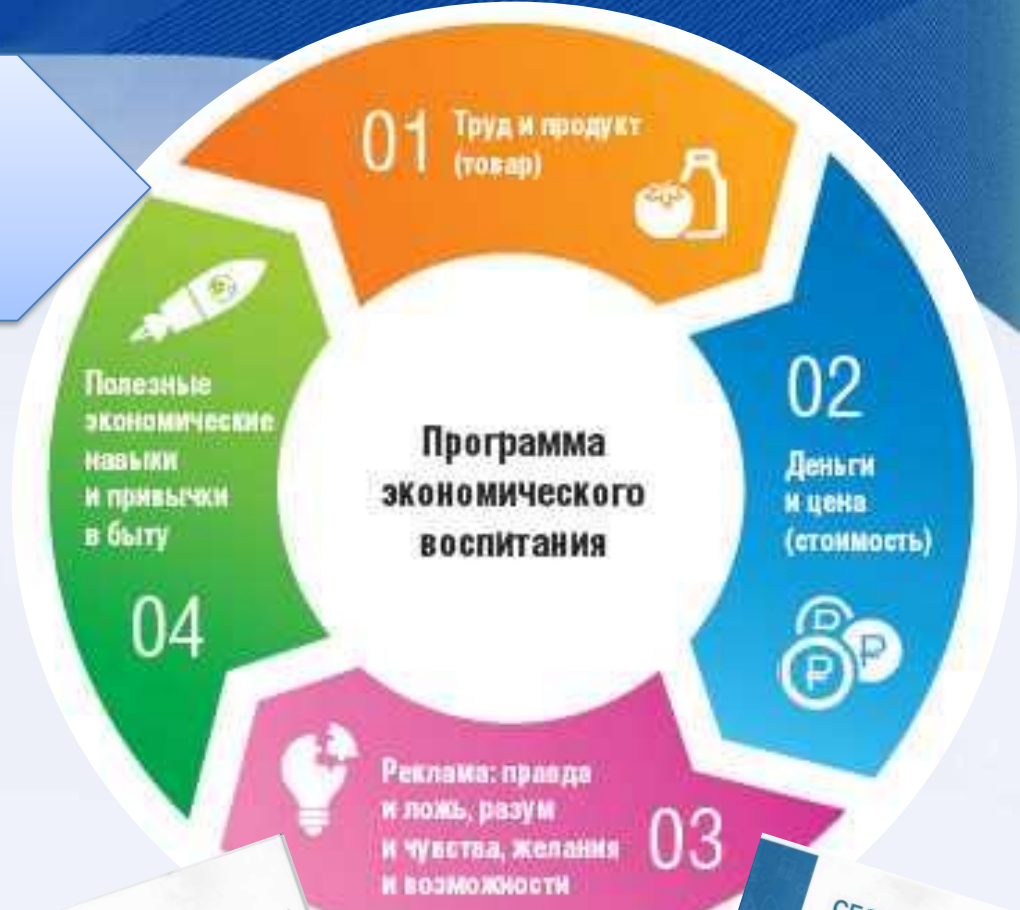 01
Труд и продукт
(товар)
02
Деньги
и цена
(стоимость)
Программа
экономического
воспитания
Полезные
экономические
навыки
и привычки
в быту
04
Реклама: правда
и ложь, разум
и чувства, желания
и возможности
03